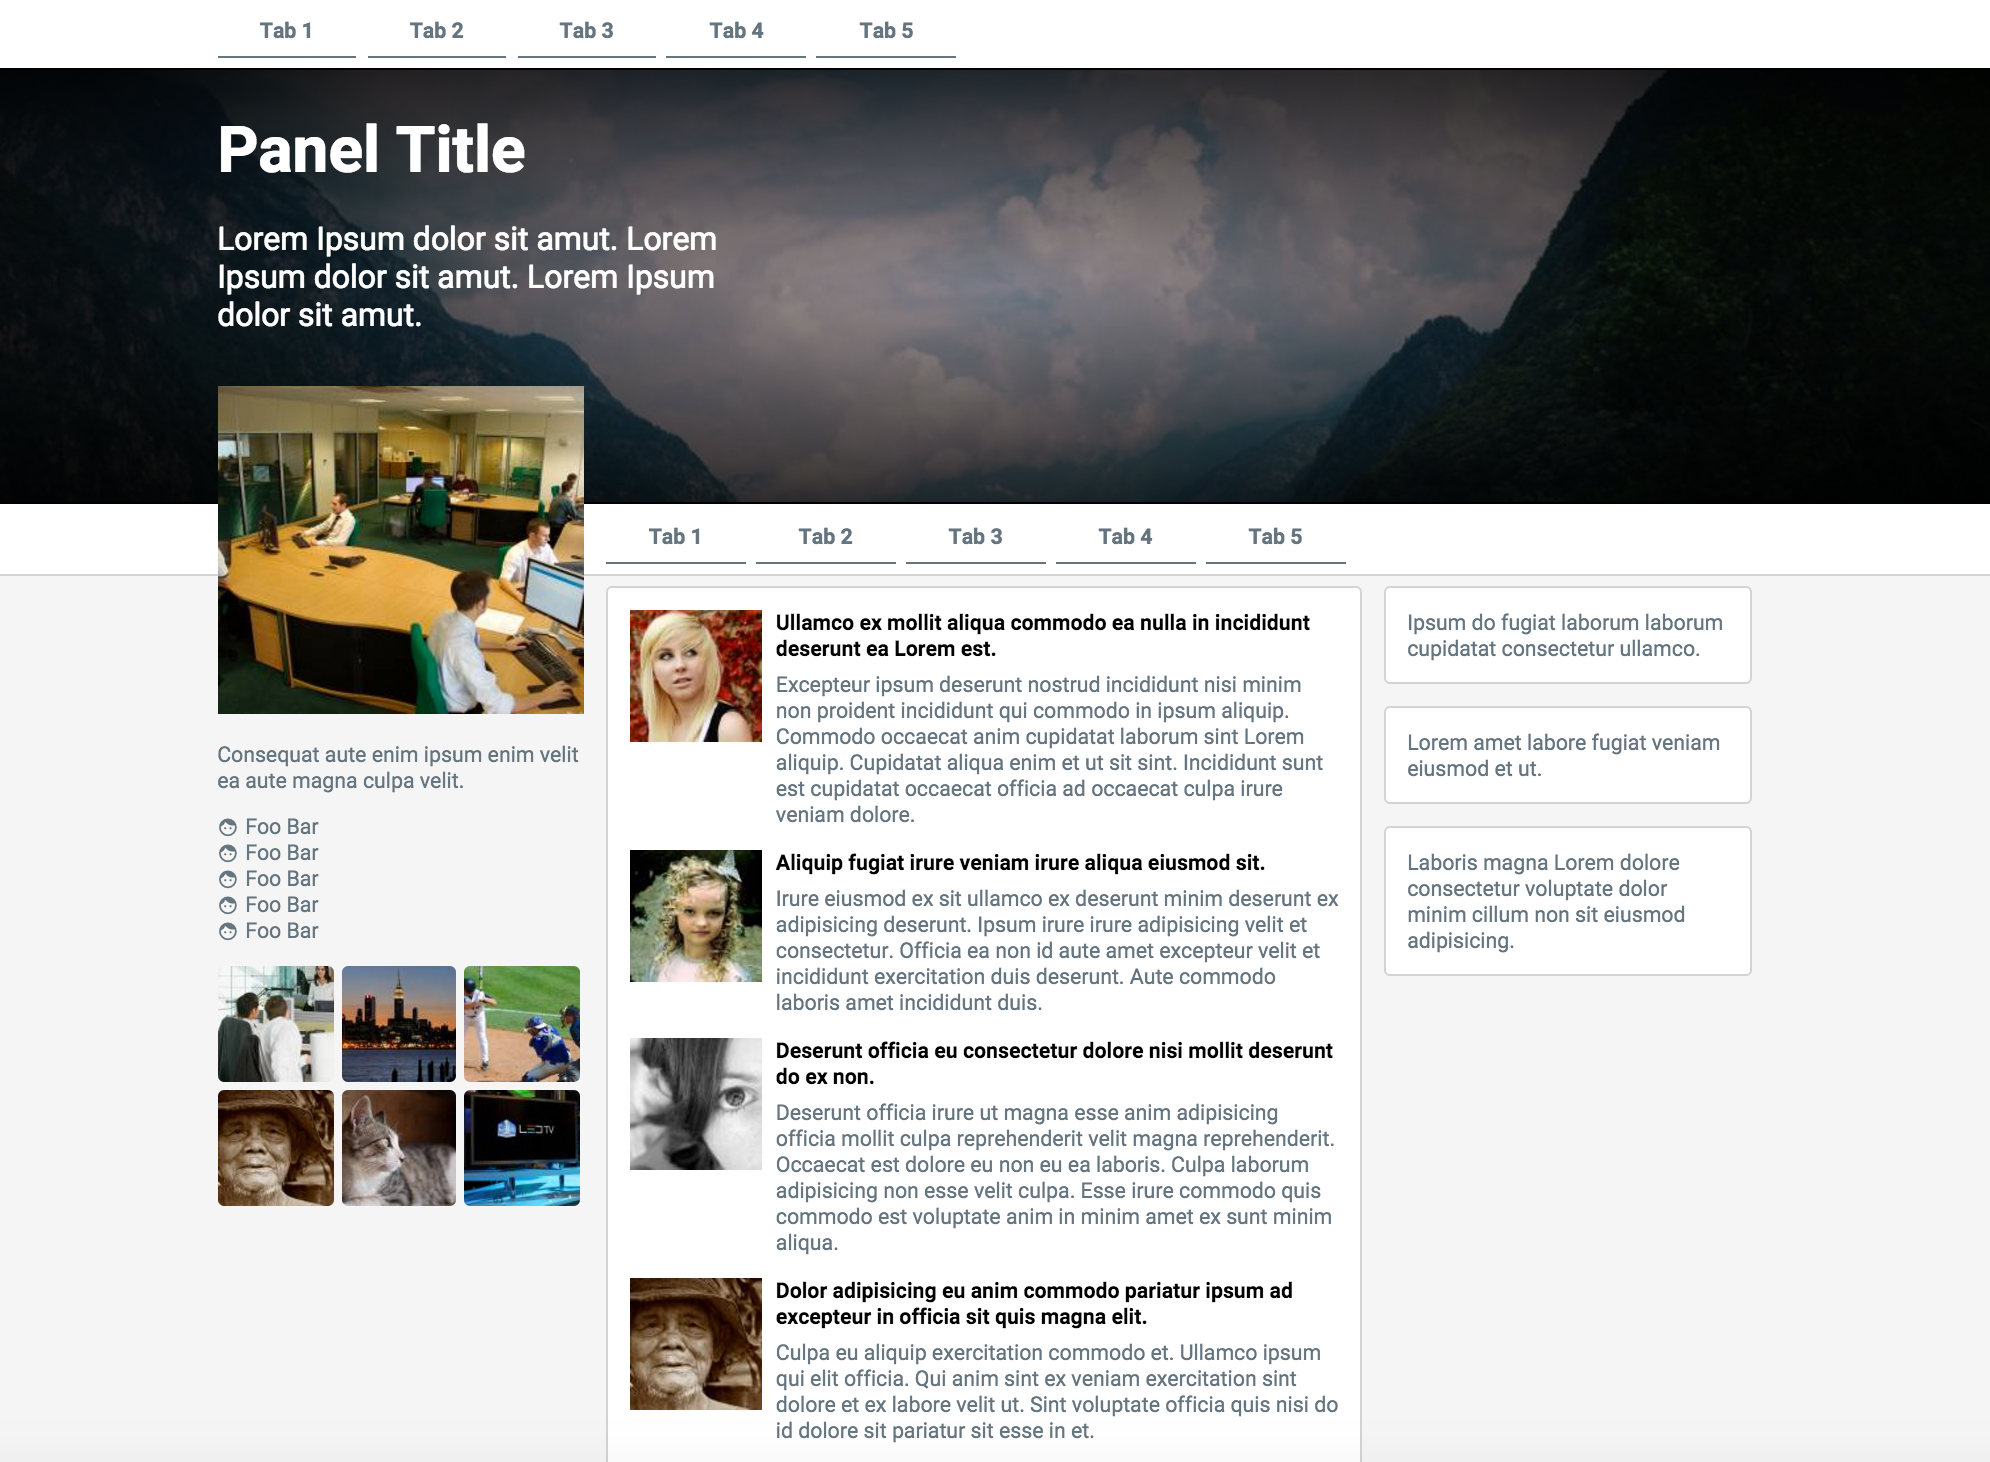 Tab 1
Tab 2
Tab 3
Tab 4
Tab 5
Panel Title
Lorem Ipsum dolor sit amut. Lorem
Ipsum dolor sit amut. Lorem Ipsum
dolor sit amut.
Tab 1
Tab 2
Tab 3
Tab 4
Tab 5
Consequat aute enim ipsum enim velit
ea aute magna culpa velit.
Foo Bar
Foo Bar
Foo Bar
Foo Bar
Foo Bar
LEDTV
Ullamco ex mollit aliqua commodo ea nulla in incididunt
deserunt ea Lorem est.
Excepteur ipsum deserunt nostrud incididunt nisi minim
non proident incididunt qui commodo in ipsum aliquip.
Commodo occaecat anim cupidatat laborum sint Lorem
aliquip. Cupidatat aliqua enim et ut sit sint. Incididunt sunt
est cupidatat occaecat officia ad occaecat culpa irure
veniam dolore.
Aliquip fugiat irure veniam irure aliqua eiusmod sit.
Irure eiusmod ex sit ullamco ex deserunt minim deserunt ex
adipisicing deserunt. Ipsum irure irure adipisicing velit et
consectetur. Officia ea non id aute amet excepteur velit et
incididunt exercitation duis deserunt. Aute commodo
laboris amet incididunt duis.
Deserunt officia eu consectetur dolore nisi mollit deserunt
do ex non.
Deserunt officia irure ut magna esse anim adipisicing
officia mollit culpa reprehenderit velit magna reprehenderit.
Occaecat est dolore eu non eu ea laboris. Culpa laborum
adipisicing non esse velit culpa. Esse irure commodo quis
commodo est voluptate anim in minim amet ex sunt minim
aliqua.
Dolor adipisicing eu anim commodo pariatur ipsum ad
excepteur in officia sit quis magna elit.
Culpa eu aliquip exercitation commodo et. Ullamco ipsum
qui elit officia. Qui anim sint ex veniam exercitation sint
dolore et ex labore velit ut. Sint voluptate officia quis nisi do
id dolore sit pariatur sit esse in et.
Ipsum do fugiat laborum laborum
cupidatat consectetur ullamco.
Lorem amet labore fugiat veniam
eiusmod et ut.
Laboris magna Lorem dolore
consectetur voluptate dolor
minim cillum non sit eiusmod
adipisicing.